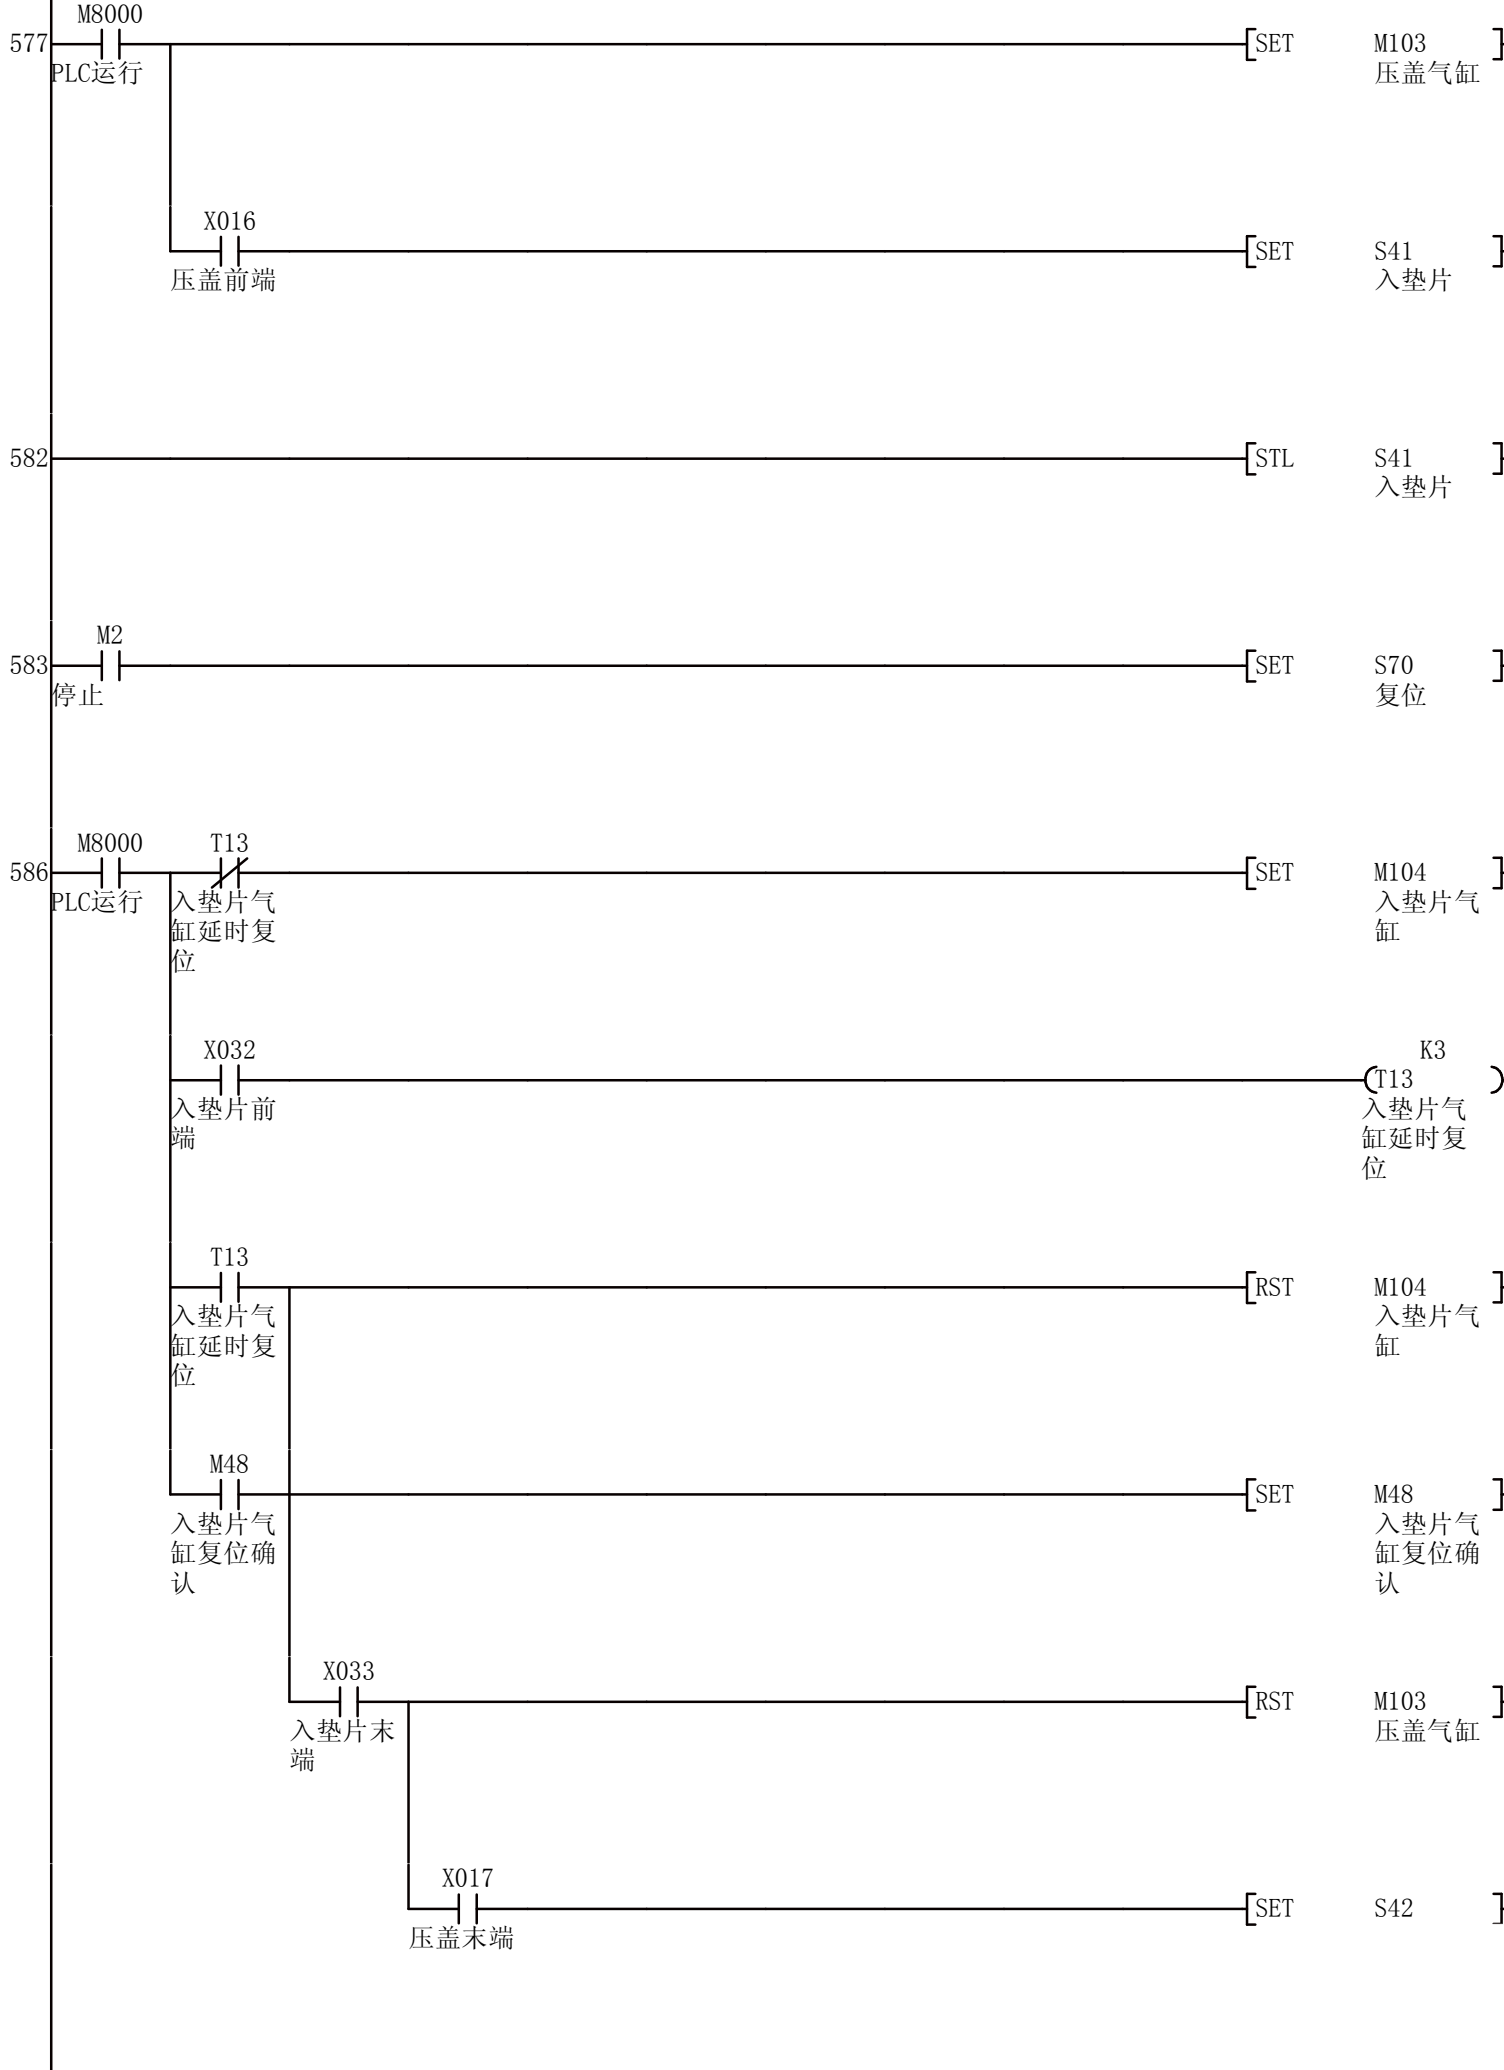 M8000
577 SET M103
PLC运行 压盖气缸
X016
SET S41
压盖前端 入垫片
582 STL S41
入垫片
M2
583 SET S70
停止 复位
M8000 T13
586 SET M104
PLC运行 入垫片气 入垫片气
缸延时复 缸
位
X032 K3
T13
入垫片前 入垫片气
端 缸延时复
位
T13
RST M104
入垫片气 入垫片气
缸延时复 缸
位
M48
SET M48
入垫片气 入垫片气
缸复位确 缸复位确
认 认
X033
RST M103
入垫片末 压盖气缸
端
X017
SET S42
压盖末端